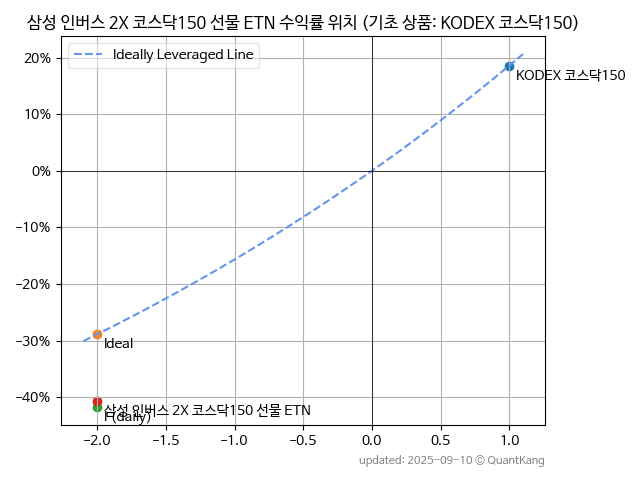 삼성 인버스 2X 코스닥150 선물 ETN 수익률 위치 (기초 상품: KODEX 코스닥150)
Ideally Leveraged Line
20%
10%
0%
−10%
−20%
−30%
−40%
KODEX 코스닥150
Ideal
삼성 인버스 2X 코스닥150 선물 ETN
(daily)
−2.0 −1.5 −1.0 −0.5 0.0 0.5 1.0
updated: 2025-09-10 © QuantKang